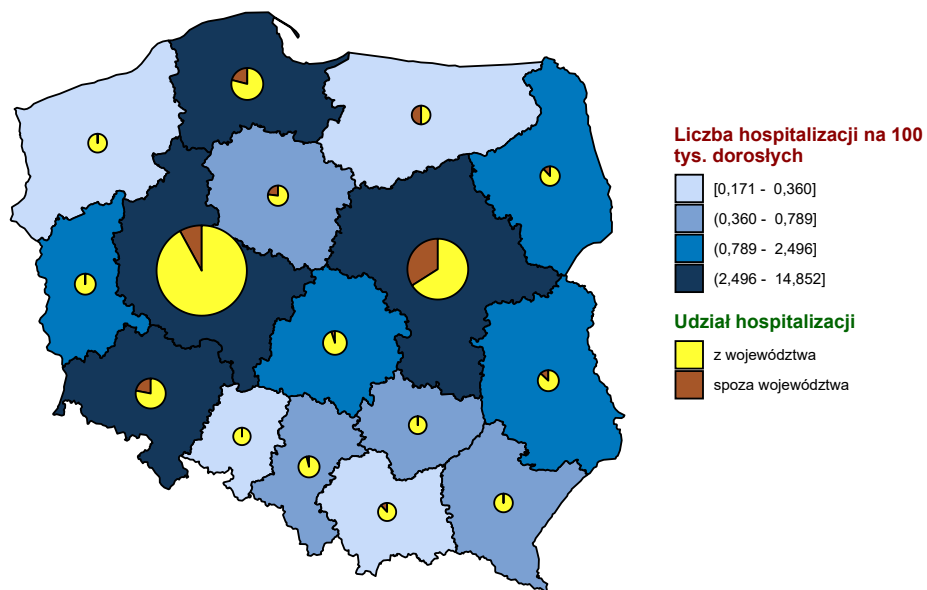 Liczba hospitalizacji na 100
tys. dorosłych
[0,171 - 0,360]
(0,360 - 0,789]
(0,789 - 2,496]
(2,496 - 14,852]
Udział hospitalizacji
z województwa
spoza województwa